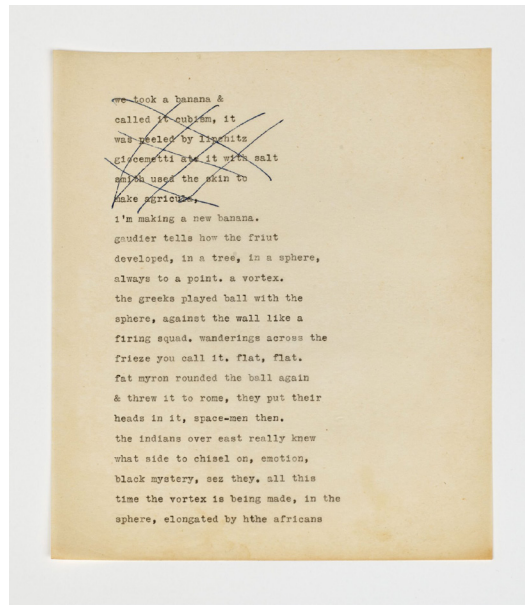 we took a banana &
called it cubism, it
was peeled by lipchitz
giocemetti ate it with salt
smith used the skin to
make agricula,
i'm making a new banana.
gaudier tells how the friut
developed, in a tree, in a sphere,
always to a point. a vortex.
the greeks played ball with the
sphere, against the wall like a
firing squad. wanderings across the
frieze you call it. flat, flat.
fat myron rounded the ball again
& threw it to rome, they put their
heads in it, space-men then.
the indians over east really knew
what side to chisel on, emotion,
black mystery, sez they. all this
time the vortex is being made, in the
sphere, elongated by hthe africans